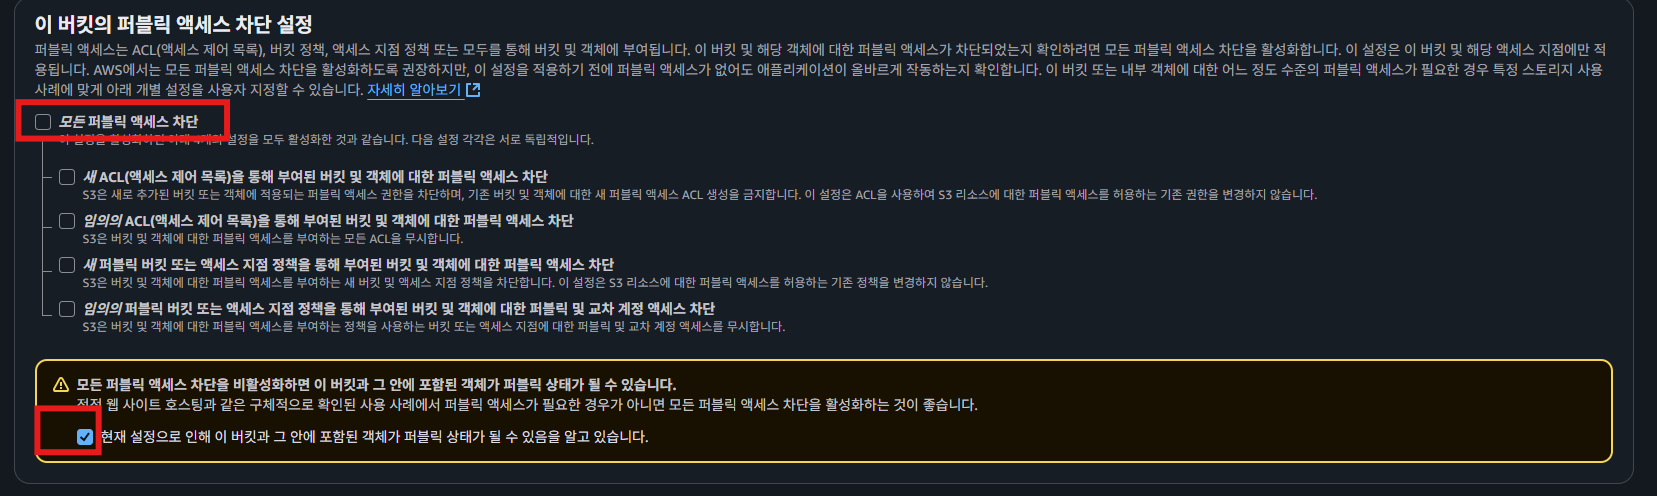 이 버킷의 퍼블릭 액세스 차단 설정
퍼블릭 액세스는 ACL(액세스 제어 목록), 버킷 정책, 액세스 지점 정책 또는 모두를 통해 버킷 및 객체에 부여됩니다. 이 버킷 및 해당 객체에 대한 퍼블릭 액세스가 차단되었는지 확인하려면 모든 퍼블릭 액세스 차단을 활성화합니다. 이 설정은 이 버킷 및 해당 액세스 지점에만 적
용됩니다. AWS에서는 모든 퍼블릭 액세스 차단을 활성화하도록 권장하지만, 이 설정을 적용하기 전에 퍼블릭 액세스가 없어도 애플리케이션이 올바르게 작동하는지 확인합니다. 이 버킷 또는 내부 객체에 대한 어느 정도 수준의 퍼블릭 액세스가 필요한 경우 특정 스토리지 사용
사례에 맞게 아래 개별 설정을 사용자 지정할 수 있습니다. 자세히 알아보기
모든 퍼블릭 액세스 차단
이 설정을 활성화하면 아래 4개의 설정을 모두 활성화한 것과 같습니다. 다음 설정 각각은 서로 독립적입니다.
새 ACL(액세스 제어 목록)을 통해 부여된 버킷 및 객체에 대한 퍼블릭 액세스 차단
S3은 새로 추가된 버킷 또는 객체에 적용되는 퍼블릭 액세스 권한을 차단하며, 기존 버킷 및 객체에 대한 새 퍼블릭 액세스 ACL 생성을 금지합니다. 이 설정은 ACL을 사용하여 S3 리소스에 대한 퍼블릭 액세스를 허용하는 기존 권한을 변경하지 않습니다.
임의의 ACL(액세스 제어 목록)을 통해 부여된 버킷 및 객체에 대한 퍼블릭 액세스 차단
S3은 버킷 및 객체에 대한 퍼블릭 액세스를 부여하는 모든 ACL을 무시합니다.
새 퍼블릭 버킷 또는 액세스 지점 정책을 통해 부여된 버킷 및 객체에 대한 퍼블릭 액세스 차단
S3은 버킷 및 객체에 대한 퍼블릭 액세스를 부여하는 새 버킷 및 액세스 지점 정책을 차단합니다. 이 설정은 S3 리소스에 대한 퍼블릭 액세스를 허용하는 기존 정책을 변경하지 않습니다.
임의의 퍼블릭 버킷 또는 액세스 지점 정책을 통해 부여된 버킷 및 객체에 대한 퍼블릭 및 교차 계정 액세스 차단
S3은 버킷 및 객체에 대한 퍼블릭 액세스를 부여하는 정책을 사용하는 버킷 또는 액세스 지점에 대한 퍼블릭 및 교차 계정 액세스를 무시합니다.
모든 퍼블릭 액세스 차단을 비활성화하면 이 버킷과 그 안에 포함된 객체가 퍼블릭 상태가 될 수 있습니다.
정적 웹 사이트 호스팅과 같은 구체적으로 확인된 사용 사례에서 퍼블릭 액세스가 필요한 경우가 아니면 모든 퍼블릭 액세스 차단을 활성화하는 것이 좋습니다.
현재 설정으로 인해 이 버킷과 그 안에 포함된 객체가 퍼블릭 상태가 될 수 있음을 알고 있습니다.